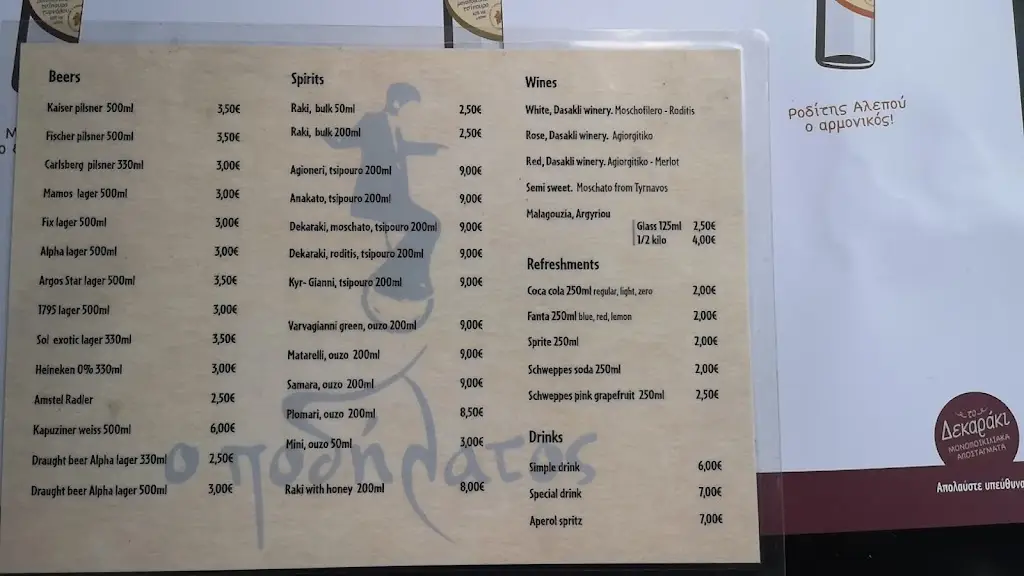 Beers
Kaiser pilsner 500ml 3,50€
Fischer pilsner 500ml 3,50€
Carlsberg pilsner 330ml 3,00€
Mamos lager 500ml 3,00€
Fix lager 500ml 3,00€
Alpha lager 500ml 3,00€
Argos Star lager 500ml 3,50€
1795 lager 500ml 3,00€
Sol exotic lager 330ml 3,50€
Heineken 0% 330ml 3,00€
Amstel Radler 2,50€
Kapuziner weiss 500ml 6,00€
Draught beer Alpha lager 330ml 2,50€
Draught beer Alpha lager 500ml 3,00€
Spirits
Raki, bulk 50ml 2,50€
Raki, bulk 200ml 2,50€
Agioneri, tsipouro 200ml 9,00€
Anakato, tsipouro 200ml 9,00€
Dekaraki, moschato, tsipouro 200ml 9,00€
Dekaraki, roditis, tsipouro 200ml 9,00€
Kyr- Gianni, tsipouro 200ml 9,00€
Varvagianni green, ouzo 200ml 9,00€
Matarelli, ouzo 200ml 9,00€
Samara, ouzo 200ml 9,00€
Plomari, ouzo 200ml 8,50€
Mini, ouzo 50ml 3,00€
Raki with honey 200ml 8,00€
Wines
White, Dasakli winery. Moschofilero - Roditis
Rose, Dasakli winery. Agiorgitiko
Red, Dasakli winery. Agiorgitiko - Merlot
Semi sweet. Moschato from Tyrnavos
Malagouzia, Argyriou
Glass 125ml 2,50€
1/2 kilo 4,00€
Refreshments
Coca cola 250ml regular, light, zero 2,00€
Fanta 250ml blue, red, lemon 2,00€
Sprite 250ml 2,00€
Schweppes soda 250ml 2,00€
Schweppes pink grapefruit 250ml 2,50€
Drinks
Simple drink 6,00€
Special drink 7,00€
Aperol spritz 7,00€
ο ποδήλατος
Ροδίτης Αλεπού
ο αρμονικός!
το
Δεκαράκι
ΜΟΝΟΠΟΙΚΙΛΙΑΚΑ
ΑΠΟΣΤΑΓΜΑΤΑ
Απολαύστε υπεύθυνα